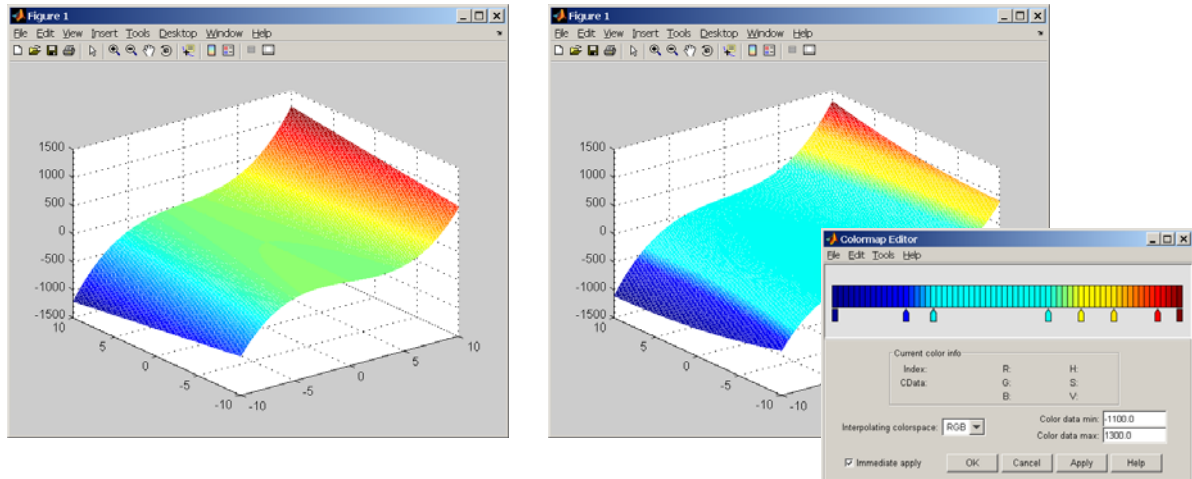 Figure 1
File Edit View Insert Tools Desktop Window Help
1500
1000
500
0
-500
-1000
-1500
10
5
0
-5
-10
-10
-5
0
5
10
Figure 1
File Edit View Insert Tools Desktop Window Help
1500
1000
500
0
-500
-1000
-1500
10
5
0
-5
-10
-10
Colormap Editor
File Edit Tools Help
Current color info
Index: R: H:
CData: G: S:
B: V:
Interpolating colorspace: RGB
Color data min: -1100.0
Color data max: 1300.0
Immediate apply
OK Cancel Apply Help